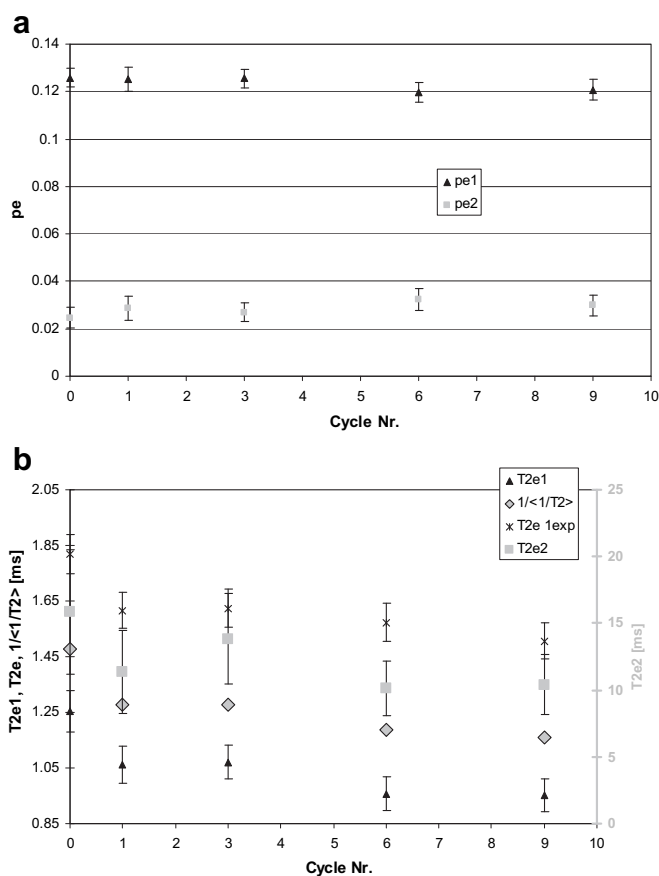 a
0.14
0.12
0.1
0.08
0.06
0.04
0.02
0
pe
pe1
pe2
0 1 2 3 4 5 6 7 8 9 10
Cycle Nr.
b
2.05
1.85
1.65
1.45
1.25
1.05
0.85
T2e1, T2e, 1/<1/T2> [ms]
T2e1
1/<1/T2>
T2e 1exp
T2e2
25
20
15
10
5
0
T2e2 [ms]
0 1 2 3 4 5 6 7 8 9 10
Cycle Nr.